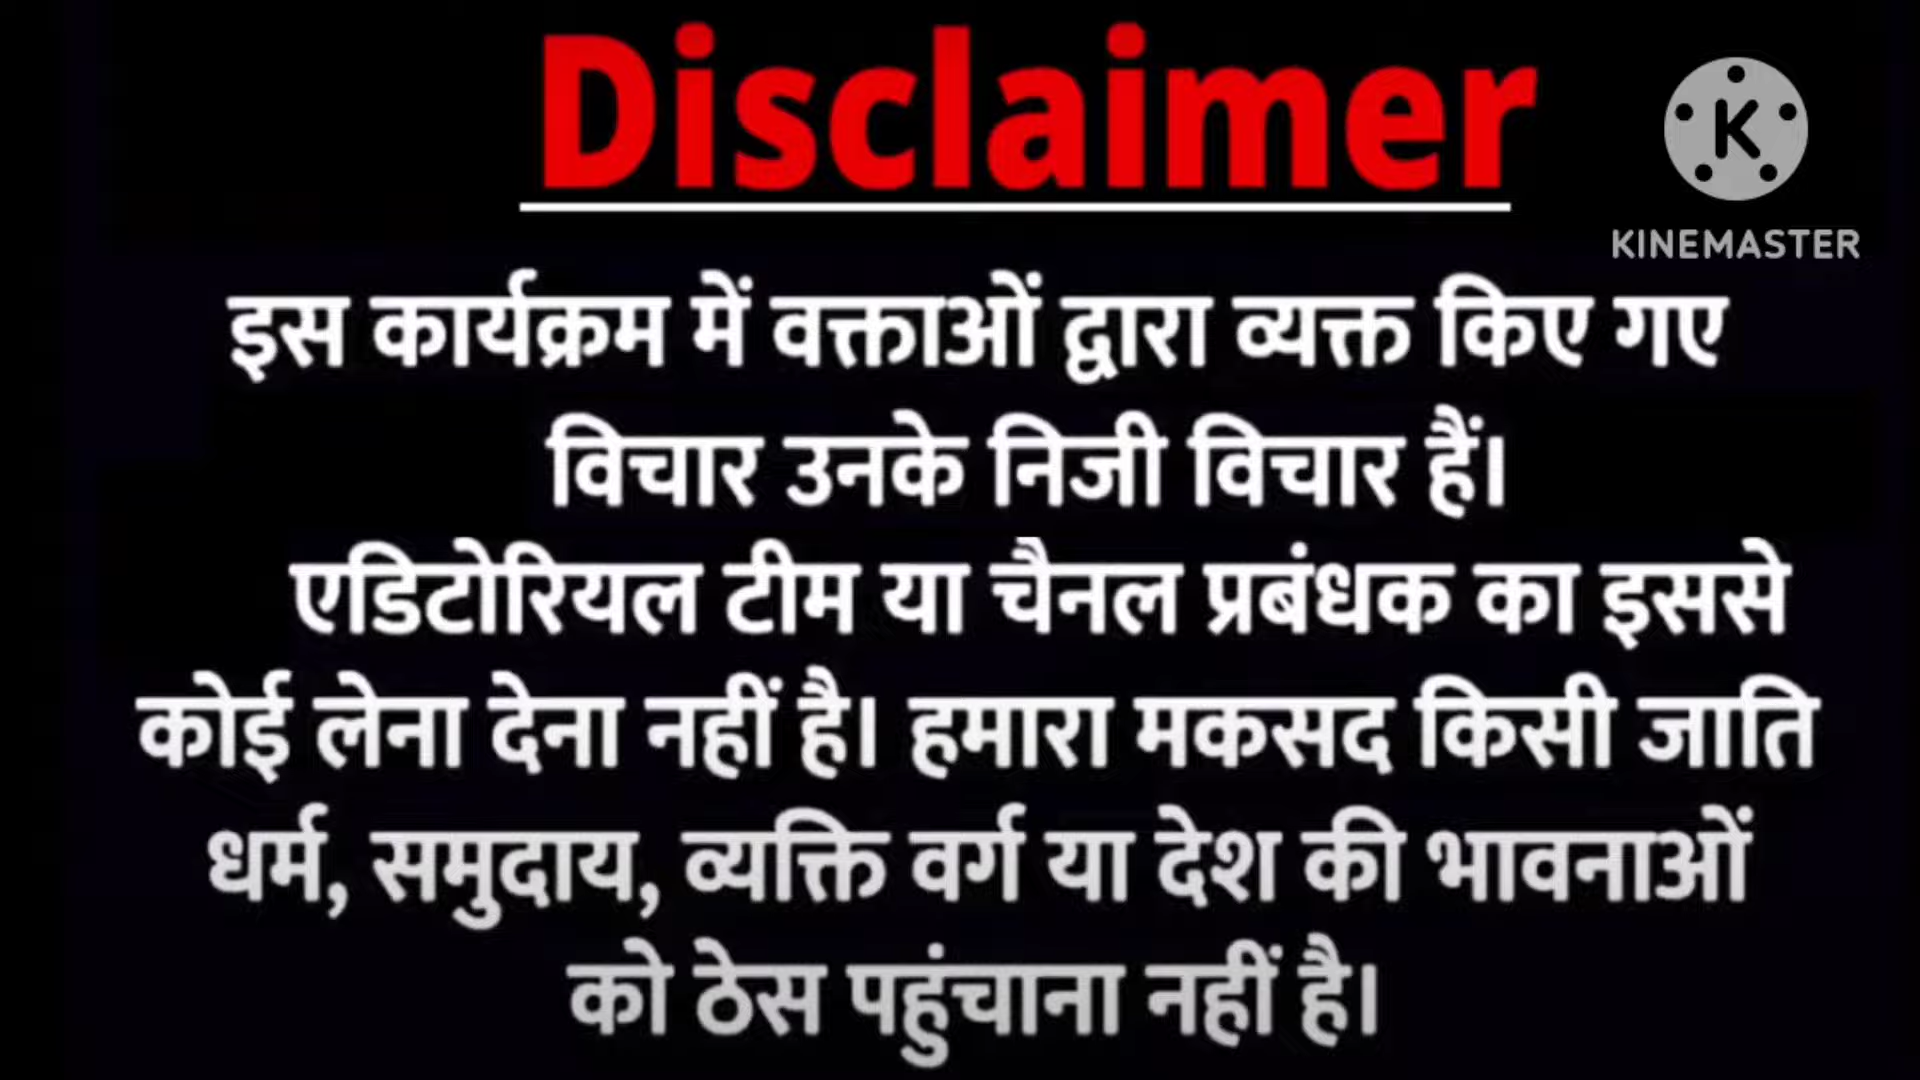 Disclaimer
KINEMASTER
इस कार्यक्रम में वक्ताओं द्वारा व्यक्त किए गए
विचार उनके निजी विचार हैं।
एडिटोरियल टीम या चैनल प्रबंधक का इससे
कोई लेना देना नहीं है। हमारा मकसद किसी जाति
धर्म, समुदाय, व्यक्ति वर्ग या देश की भावनाओं
को ठेस पहुंचाना नहीं है।